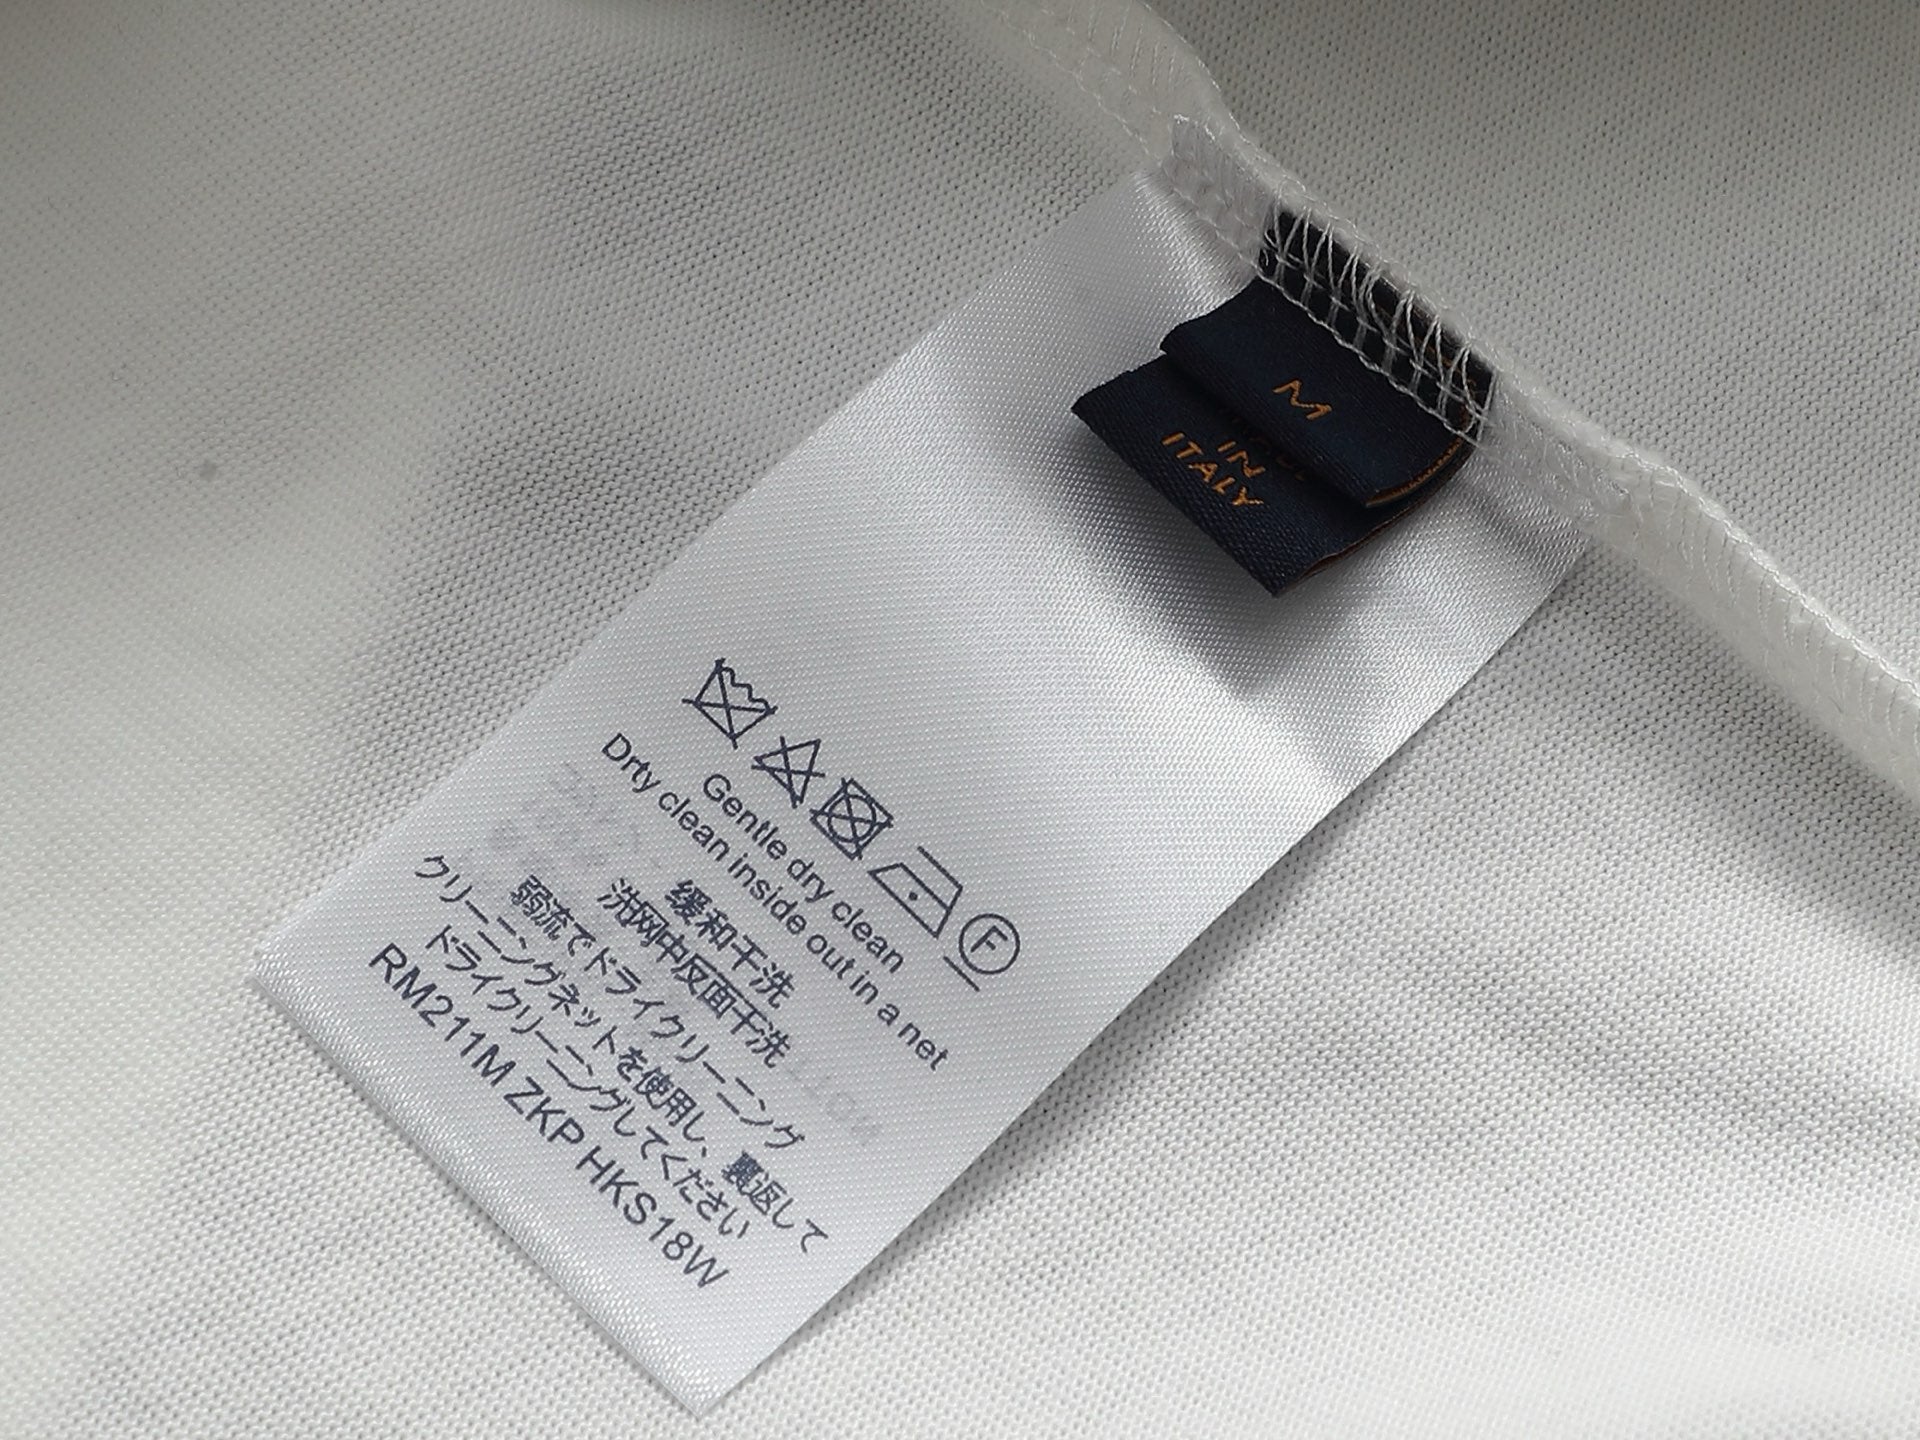 M
IN
ITALY
F
Gentle dry clean
Drty clean inside out in a net
缓和干洗
洗网中反面干洗
弱流でドライクリーニング
クリーニングネットを使用し、裏返して
ドライクリーニングしてください
RM211M ZKP HKS18W